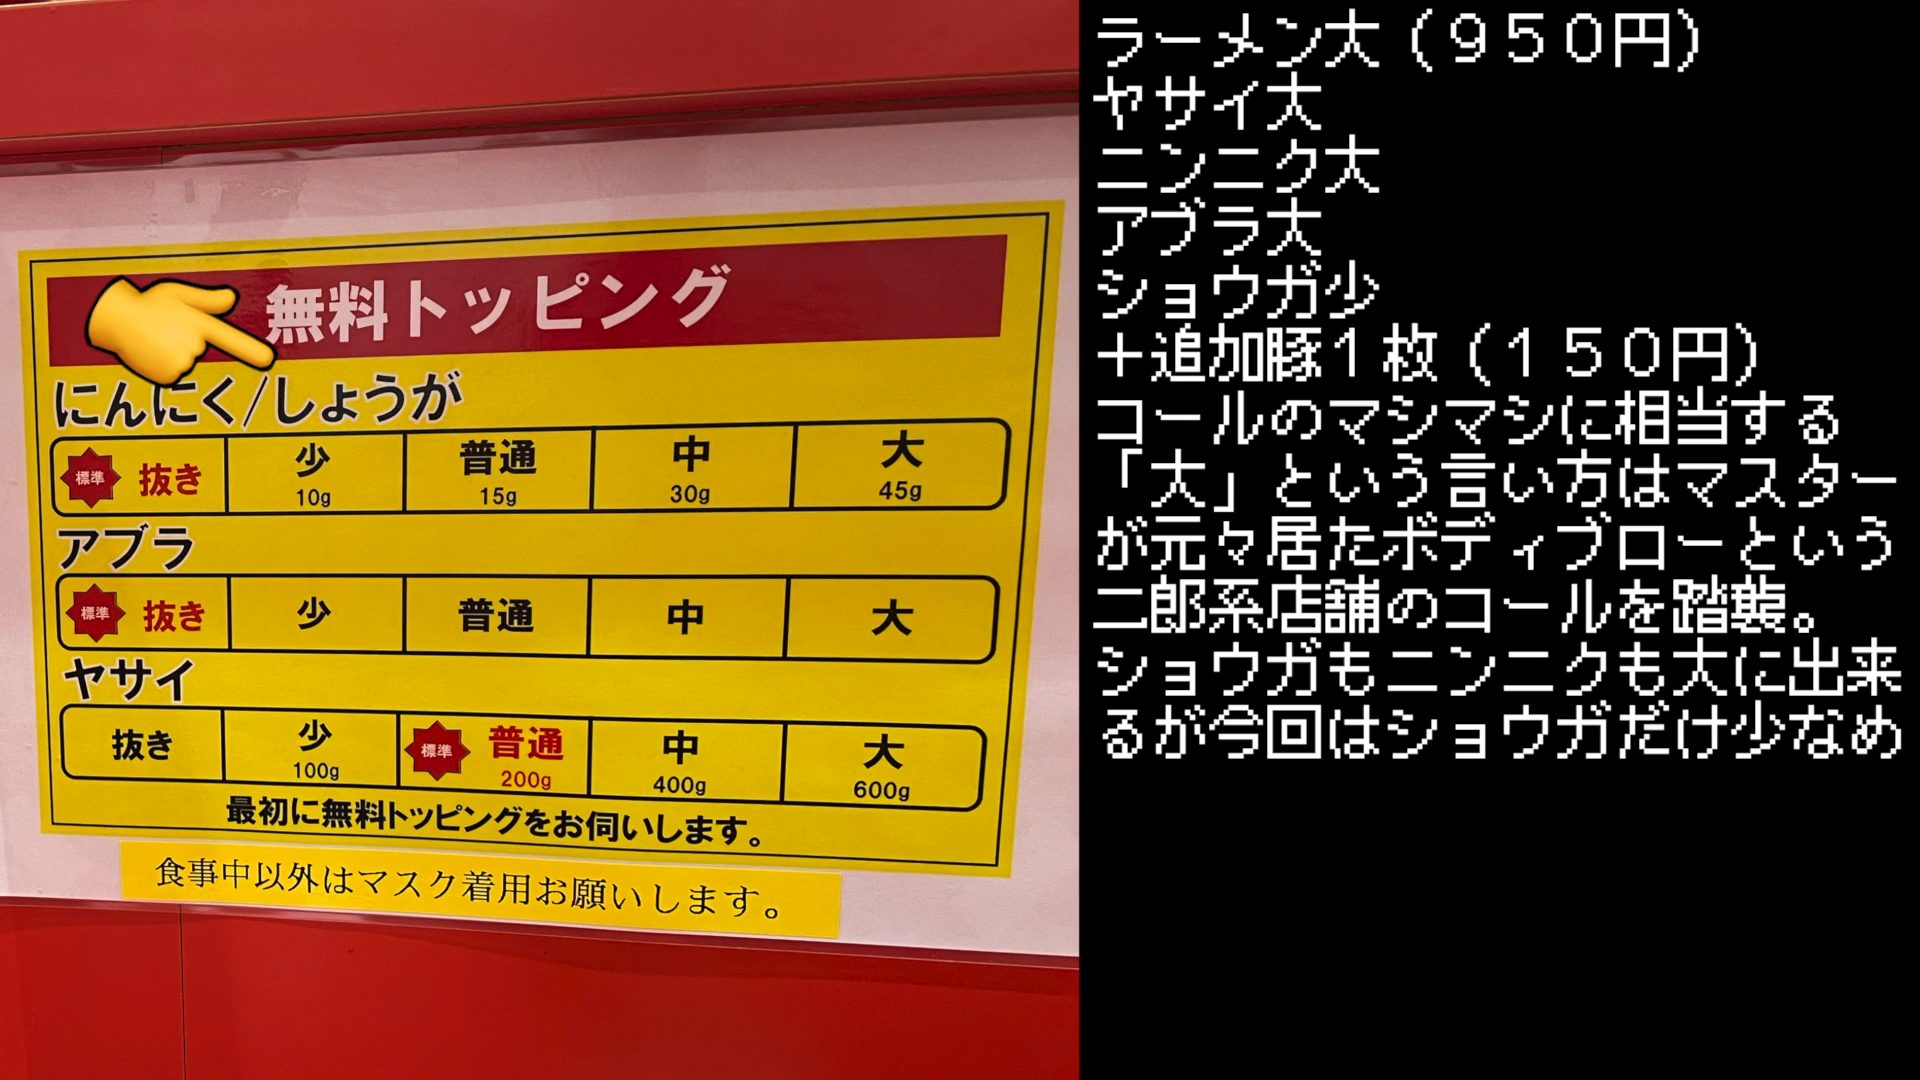 無料トッピング
にんにく/しょうが
標準 抜き 少 10g 普通 15g 中 30g 大 45g
アブラ
標準 抜き 少 普通 中 大
ヤサイ
抜き 少 100g 標準 普通 200g 中 400g 大 600g
最初に無料トッピングをお伺いします。
食事中以外はマスク着用お願いします。
ラーメン大（９５０円）
ヤサイ大
ニンニク大
アブラ大
ショウガ少
＋追加豚１枚（１５０円）
コールのマシマシに相当する
「大」という言い方はマスター
が元々居たボディブローという
二郎系店舗のコールを踏襲。
ショウガもニンニクも大に出来
るが今回はショウガだけ少なめ